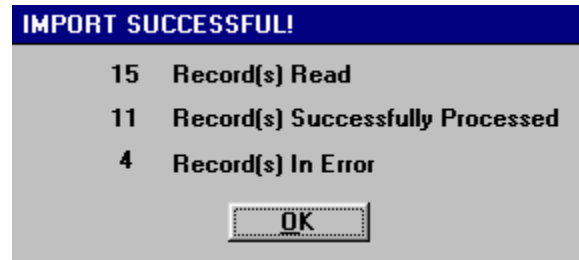 IMPORT SUCCESSFUL!
15 Record(s) Read
11 Record(s) Successfully Processed
4 Record(s) In Error
OK